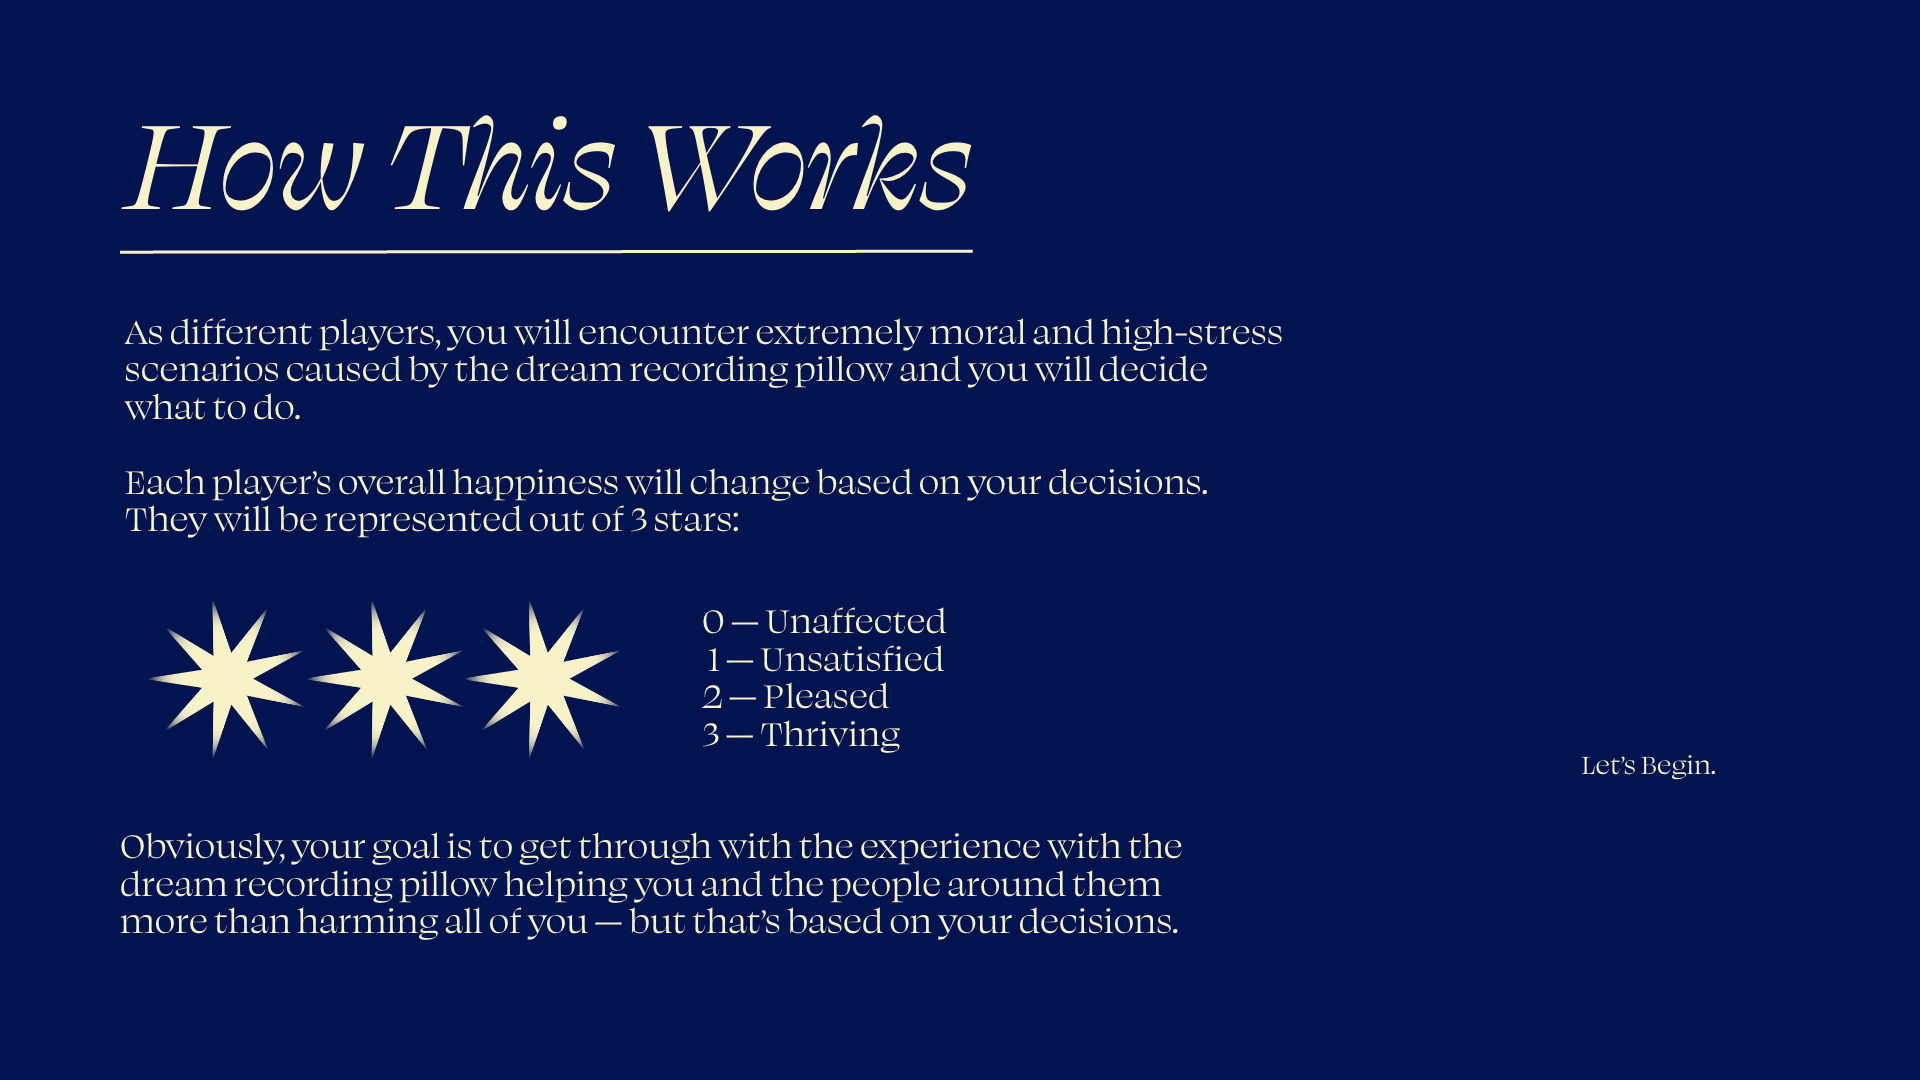 How This Works
As different players, you will encounter extremely moral and high-stress
scenarios caused by the dream recording pillow and you will decide
what to do.
Each player’s overall happiness will change based on your decisions.
They will be represented out of 3 stars:
0 — Unaffected
1 — Unsatisfied
2 — Pleased
3 — Thriving
Let’s Begin.
Obviously, your goal is to get through with the experience with the
dream recording pillow helping you and the people around them
more than harming all of you — but that’s based on your decisions.